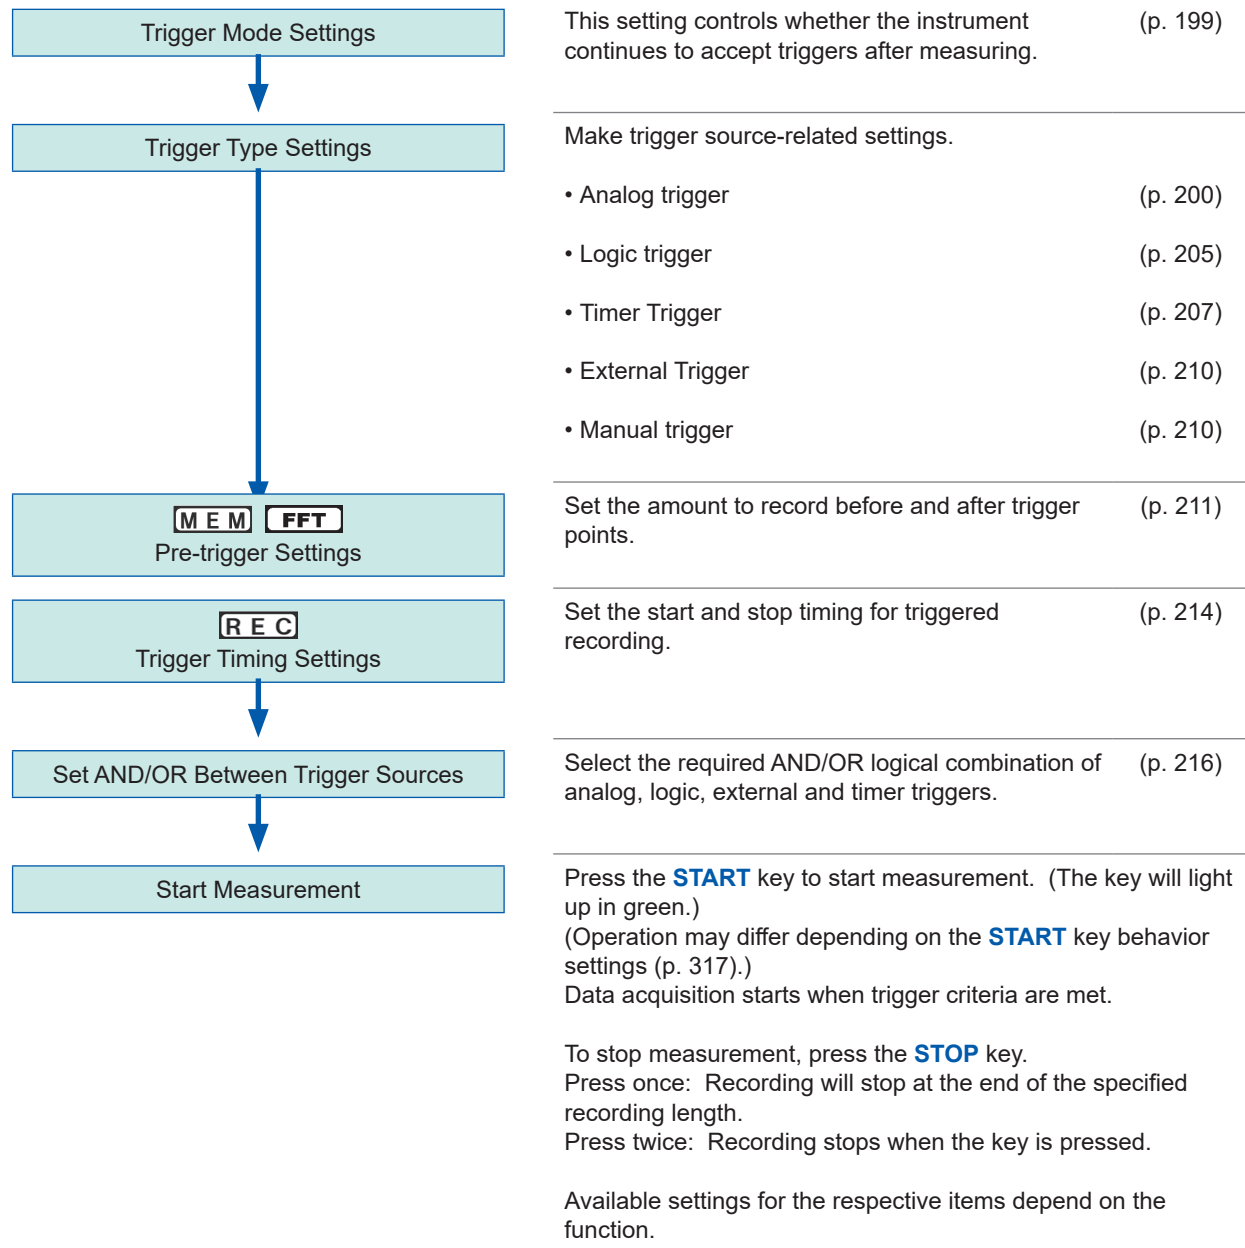 Trigger Mode Settings
This setting controls whether the instrument (p. 199)
continues to accept triggers after measuring.
Trigger Type Settings
Make trigger source-related settings.
• Analog trigger (p. 200)
• Logic trigger (p. 205)
• Timer Trigger (p. 207)
• External Trigger (p. 210)
• Manual trigger (p. 210)
MEM FFT
Pre-trigger Settings
Set the amount to record before and after trigger (p. 211)
points.
REC
Trigger Timing Settings
Set the start and stop timing for triggered (p. 214)
recording.
Set AND/OR Between Trigger Sources
Select the required AND/OR logical combination of (p. 216)
analog, logic, external and timer triggers.
Start Measurement
Press the START key to start measurement. (The key will light
up in green.)
(Operation may differ depending on the START key behavior
settings (p. 317).)
Data acquisition starts when trigger criteria are met.
To stop measurement, press the STOP key.
Press once: Recording will stop at the end of the specified
recording length.
Press twice: Recording stops when the key is pressed.
Available settings for the respective items depend on the
function.